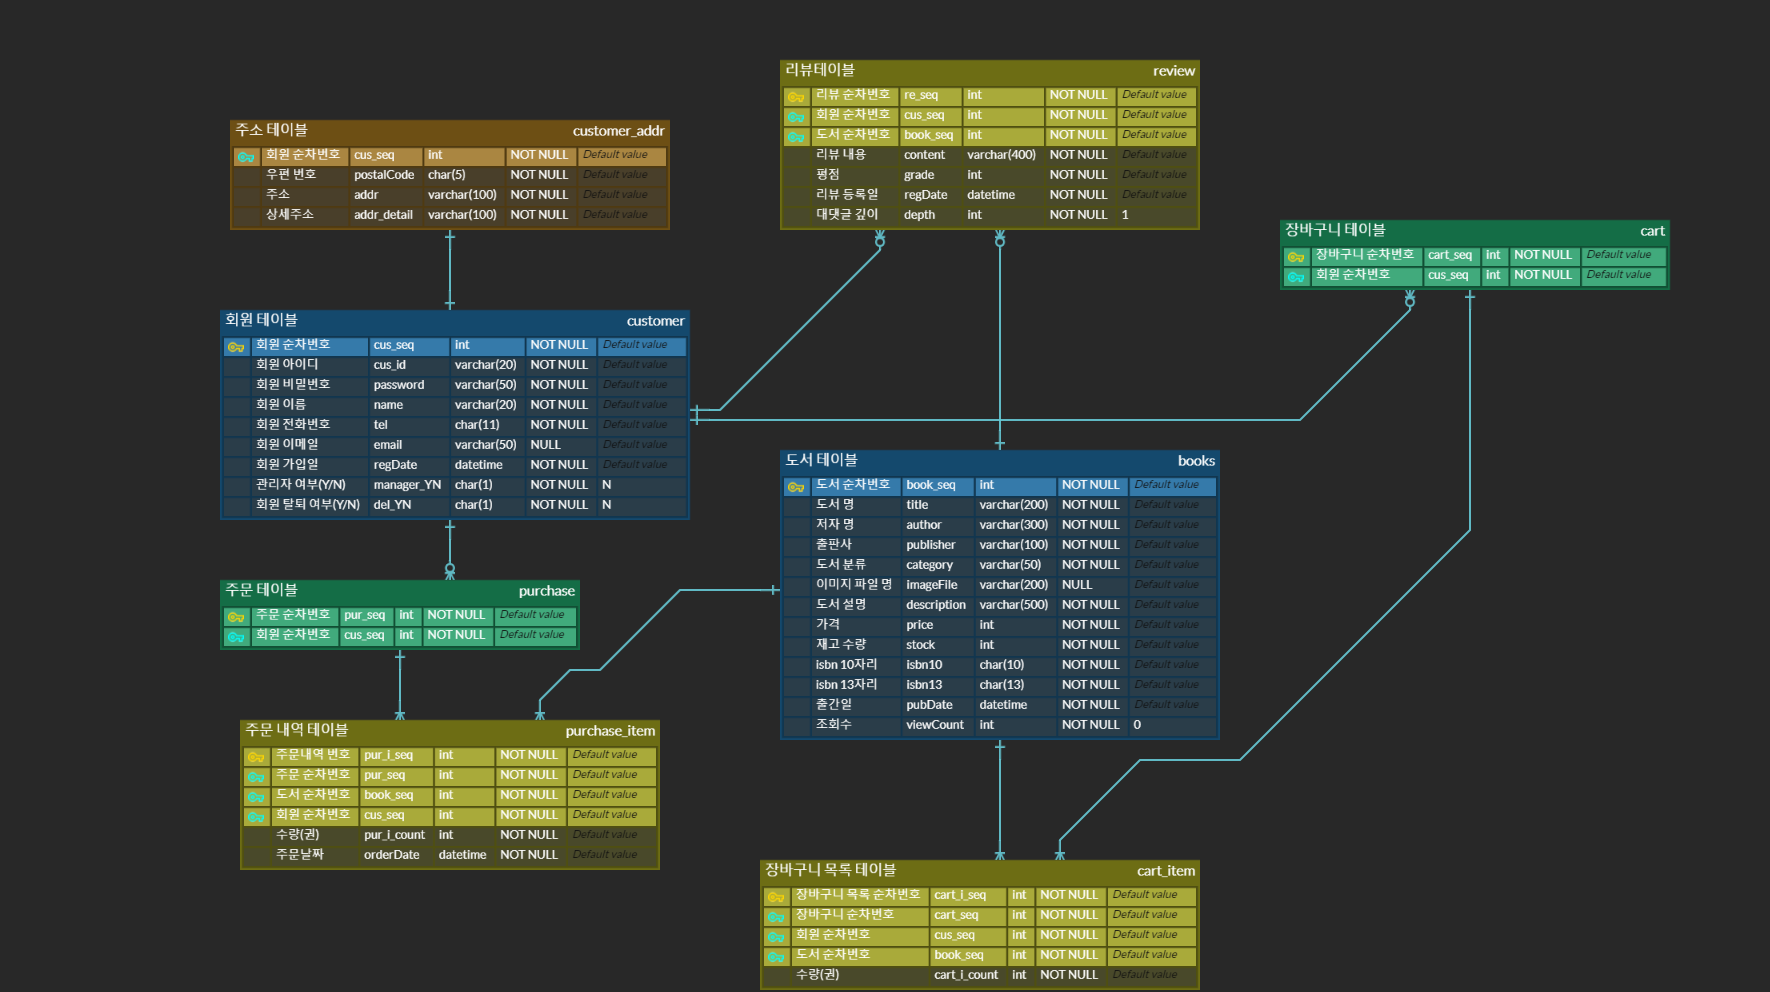 리뷰테이블 review
리뷰 순차번호 re_seq int NOT NULL Default value
회원 순차번호 cus_seq int NOT NULL Default value
도서 순차번호 book_seq int NOT NULL Default value
리뷰 내용 content varchar(400) NOT NULL Default value
평점 grade int NOT NULL Default value
리뷰 등록일 regDate datetime NOT NULL Default value
대댓글 깊이 depth int NOT NULL 1
주소 테이블 customer_addr
회원 순차번호 cus_seq int NOT NULL Default value
우편 번호 postalCode char(5) NOT NULL Default value
주소 addr varchar(100) NOT NULL Default value
상세주소 addr_detail varchar(100) NOT NULL Default value
장바구니 테이블 cart
장바구니 순차번호 cart_seq int NOT NULL Default value
회원 순차번호 cus_seq int NOT NULL Default value
회원 테이블 customer
회원 순차번호 cus_seq int NOT NULL Default value
회원 아이디 cus_id varchar(20) NOT NULL Default value
회원 비밀번호 password varchar(50) NOT NULL Default value
회원 이름 name varchar(20) NOT NULL Default value
회원 전화번호 tel char(11) NOT NULL Default value
회원 이메일 email varchar(50) NULL Default value
회원 가입일 regDate datetime NOT NULL Default value
관리자 여부(Y/N) manager_YN char(1) NOT NULL N
회원 탈퇴 여부(Y/N) del_YN char(1) NOT NULL N
도서 테이블 books
도서 순차번호 book_seq int NOT NULL Default value
도서 명 title varchar(200) NOT NULL Default value
저자 명 author varchar(300) NOT NULL Default value
출판사 publisher varchar(100) NOT NULL Default value
도서 분류 category varchar(50) NOT NULL Default value
이미지 파일 명 imageFile varchar(200) NULL Default value
도서 설명 description varchar(500) NOT NULL Default value
가격 price int NOT NULL Default value
재고 수량 stock int NOT NULL Default value
isbn 10자리 isbn10 char(10) NOT NULL Default value
isbn 13자리 isbn13 char(13) NOT NULL Default value
출간일 pubDate datetime NOT NULL Default value
조회수 viewCount int NOT NULL 0
주문 테이블 purchase
주문 순차번호 pur_seq int NOT NULL Default value
회원 순차번호 cus_seq int NOT NULL Default value
주문 내역 테이블 purchase_item
주문내역 번호 pur_i_seq int NOT NULL Default value
주문 순차번호 pur_seq int NOT NULL Default value
도서 순차번호 book_seq int NOT NULL Default value
회원 순차번호 cus_seq int NOT NULL Default value
수량(권) pur_i_count int NOT NULL Default value
주문날짜 orderDate datetime NOT NULL Default value
장바구니 목록 테이블 cart_item
장바구니 목록 순차번호 cart_i_seq int NOT NULL Default value
장바구니 순차번호 cart_seq int NOT NULL Default value
회원 순차번호 cus_seq int NOT NULL Default value
도서 순차번호 book_seq int NOT NULL Default value
수량(권) cart_i_count int NOT NULL Default value